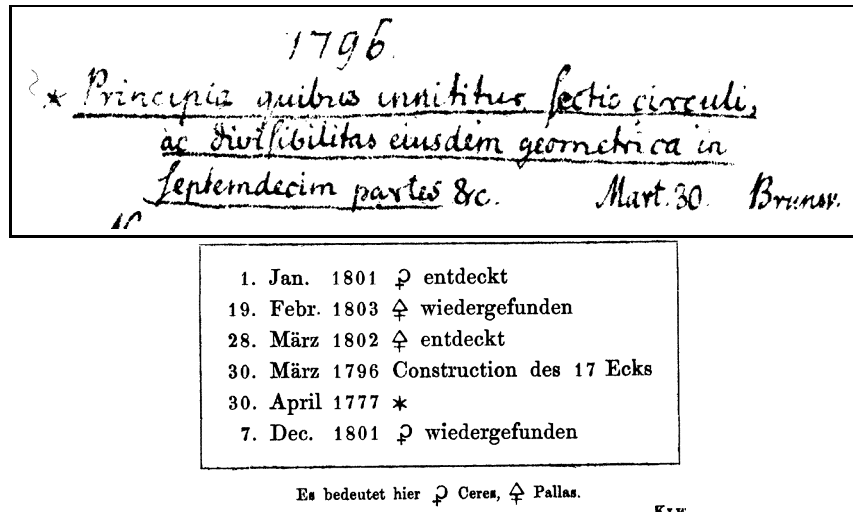 1796.
* Principia quibus innititur sectio circuli,
ac divisibilitas eiusdem geometrica in
septemdecim partes &c. Mart. 30. Brunsv.
1. Jan. 1801 ⚳ entdeckt
19. Febr. 1803 ⚴ wiedergefunden
28. März 1802 ⚴ entdeckt
30. März 1796 Construction des 17 Ecks
30. April 1777 *
7. Dec. 1801 ⚳ wiedergefunden
Es bedeutet hier ⚳ Ceres, ⚴ Pallas.